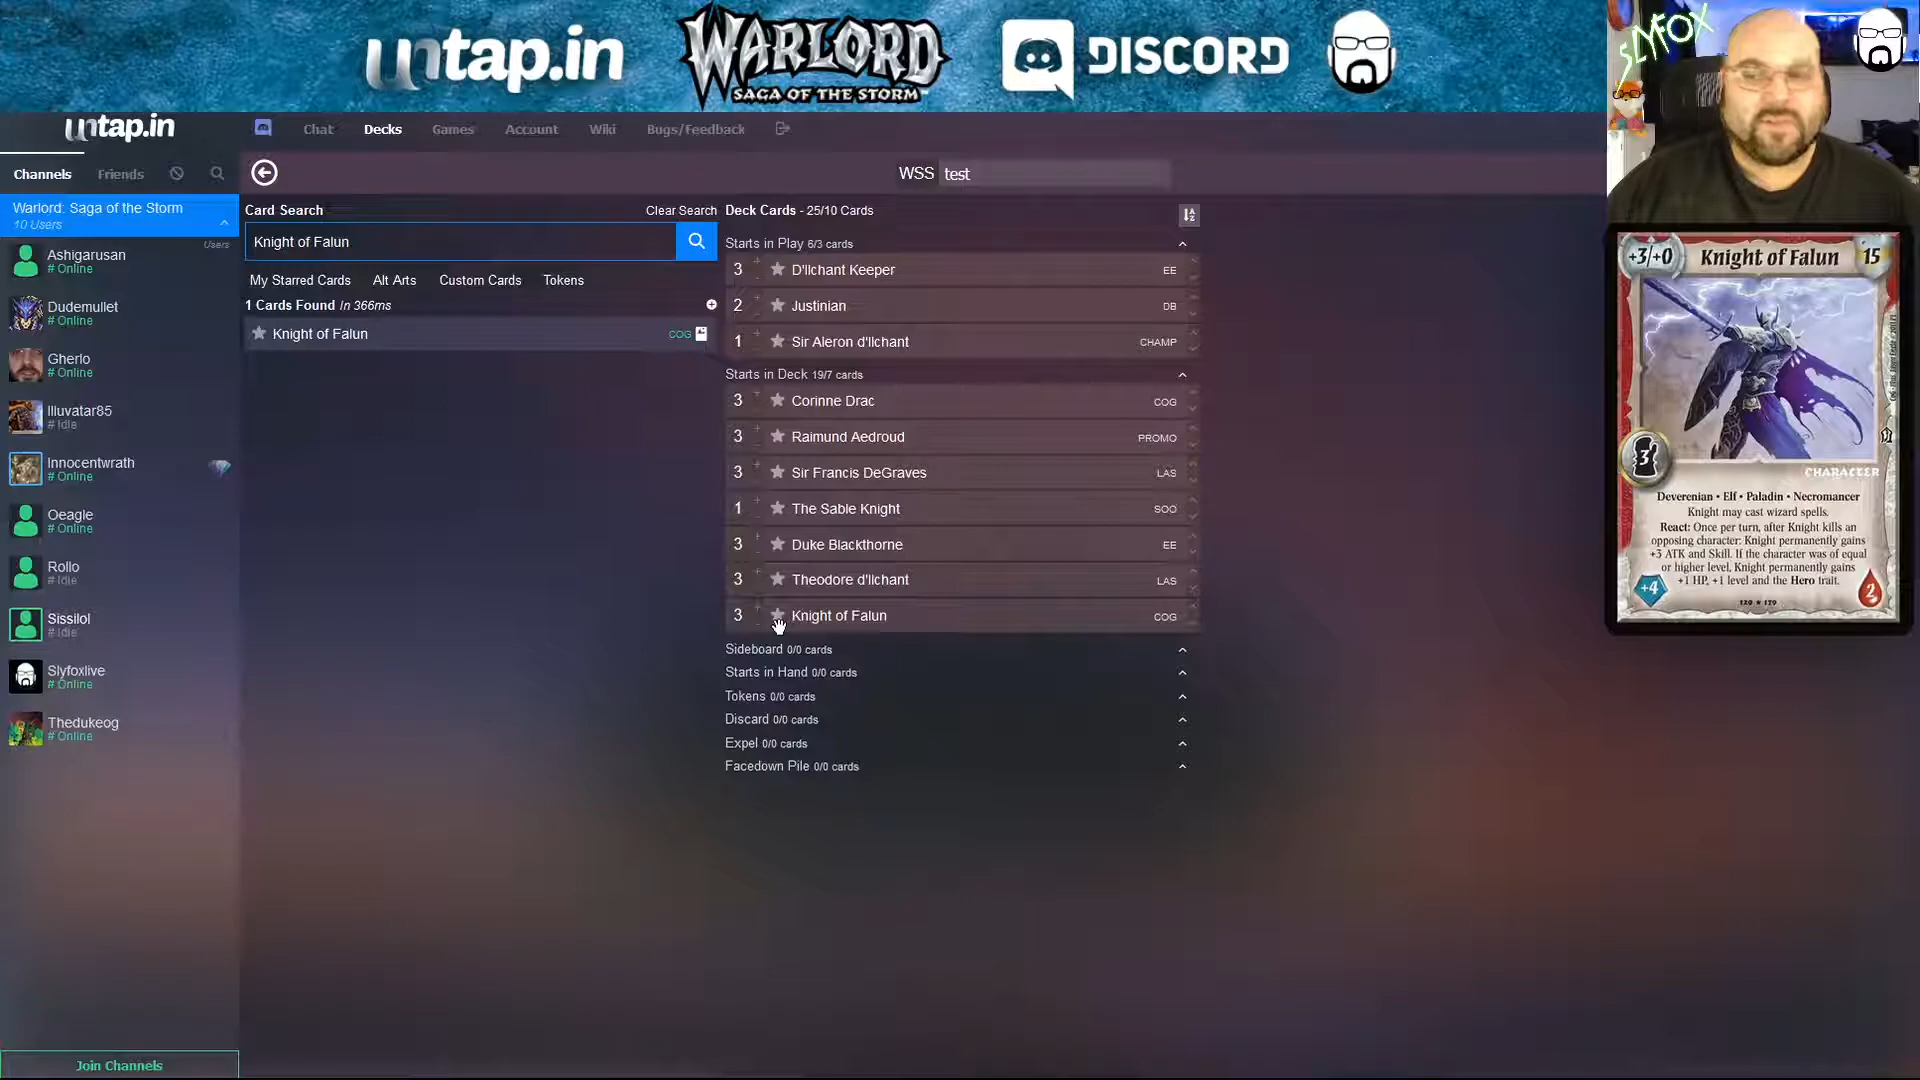 untap.in WARLORD SAGA OF THE STORM DISCORD
SLYFOX
untap.in
Chat Decks Games Account Wiki Bugs/Feedback
Channels Friends
WSS test
Warlord: Saga of the Storm
10 Users
Users
Ashigarusan
# Online
Dudemullet
# Online
Gherlo
# Online
Illuvatar85
# Idle
Innocentwrath
# Online
Oeagle
# Online
Rollo
# Idle
Sissilol
# Idle
Slyfoxlive
# Online
Thedukeog
# Online
Join Channels
Card Search Clear Search
Knight of Falun
My Starred Cards Alt Arts Custom Cards Tokens
1 Cards Found In 366ms
Knight of Falun COG
Deck Cards - 25/10 Cards
Starts in Play 6/3 cards
3 D'Ilchant Keeper EE
2 Justinian DB
1 Sir Aleron d'Ilchant CHAMP
Starts in Deck 19/7 cards
3 Corinne Drac COG
3 Raimund Aedroud PROMO
3 Sir Francis DeGraves LAS
1 The Sable Knight SOO
3 Duke Blackthorne EE
3 Theodore d'Ilchant LAS
3 Knight of Falun COG
Sideboard 0/0 cards
Starts in Hand 0/0 cards
Tokens 0/0 cards
Discard 0/0 cards
Expel 0/0 cards
Facedown Pile 0/0 cards
+3/+0 Knight of Falun 15
3
CHARACTER
Deverenian • Elf • Paladin • Necromancer
Knight may cast wizard spells.
React: Once per turn, after Knight kills an
opposing character: Knight permanently gains
+3 ATK and Skill. If the character was of equal
or higher level, Knight permanently gains
+1 HP, +1 level and the Hero trait.
+4 2